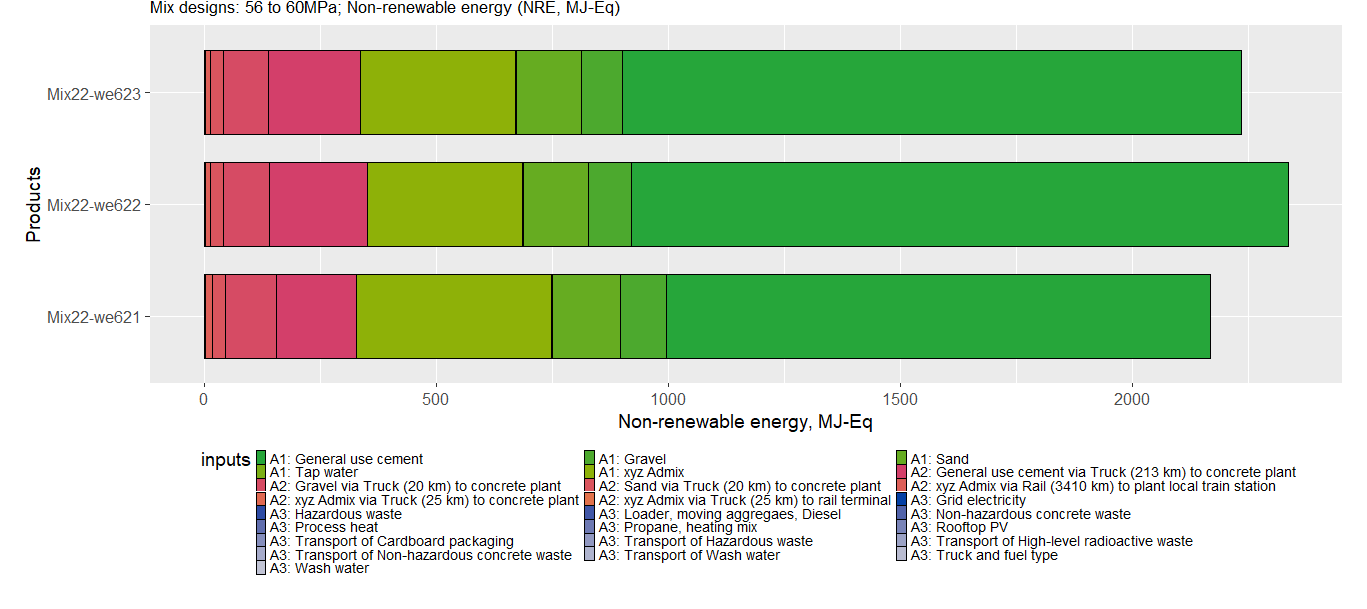 Mix designs: 56 to 60MPa; Non-renewable energy (NRE, MJ-Eq)
Products
Mix22-we623
Mix22-we622
Mix22-we621
0 500 1000 1500 2000
Non-renewable energy, MJ-Eq
inputs
A1: General use cement A1: Gravel A1: Sand
A1: Tap water A1: xyz Admix A2: General use cement via Truck (213 km) to concrete plant
A2: Gravel via Truck (20 km) to concrete plant A2: Sand via Truck (20 km) to concrete plant A2: xyz Admix via Rail (3410 km) to plant local train station
A2: xyz Admix via Truck (25 km) to concrete plant A2: xyz Admix via Truck (25 km) to rail terminal A3: Grid electricity
A3: Hazardous waste A3: Loader, moving aggregaes, Diesel A3: Non-hazardous concrete waste
A3: Process heat A3: Propane, heating mix A3: Rooftop PV
A3: Transport of Cardboard packaging A3: Transport of Hazardous waste A3: Transport of High-level radioactive waste
A3: Transport of Non-hazardous concrete waste A3: Transport of Wash water A3: Truck and fuel type
A3: Wash water